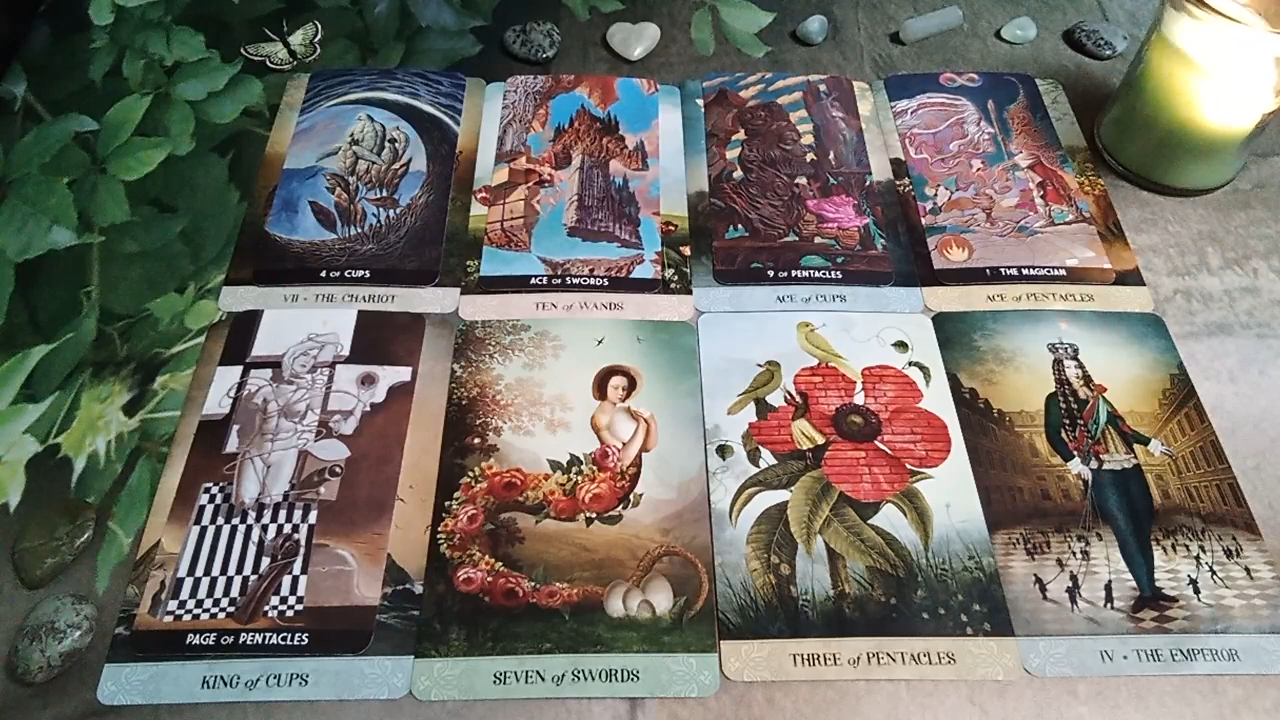 4 OF CUPS
VII • THE CHARIOT
ACE OF SWORDS
TEN of WANDS
9 OF PENTACLES
ACE of CUPS
I · THE MAGICIAN
ACE of PENTACLES
PAGE OF PENTACLES
KING of CUPS
SEVEN of SWORDS
THREE of PENTACLES
IV • THE EMPEROR